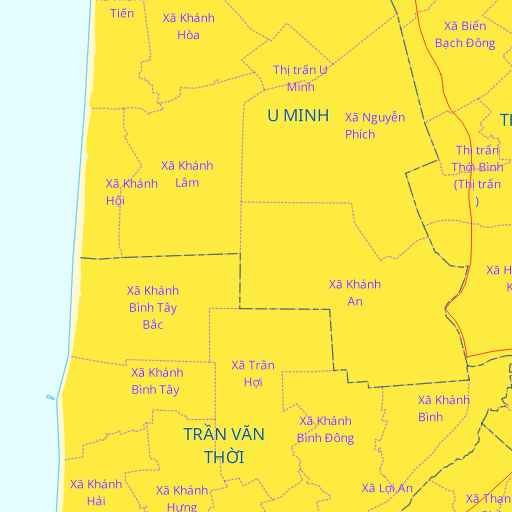 Tiến
Xã Khánh
Hòa
Xã Biển
Bạch Đông
Thị trấn U
Minh
U MINH
Xã Nguyễn
Phích
Thị trấn
Thới Bình
(Thị trấn
)
Xã Khánh
Lâm
Xã Khánh
Hội
Xã Khánh
An
Xã Khánh
Bình Tây
Bắc
Xã Trần
Hợi
Xã Khánh
Bình Tây
Xã Khánh
Bình
Xã Khánh
Bình Đông
TRẦN VĂN
THỜI
Xã Khánh
Hải
Xã Khánh
Hưng
Xã Lợi An